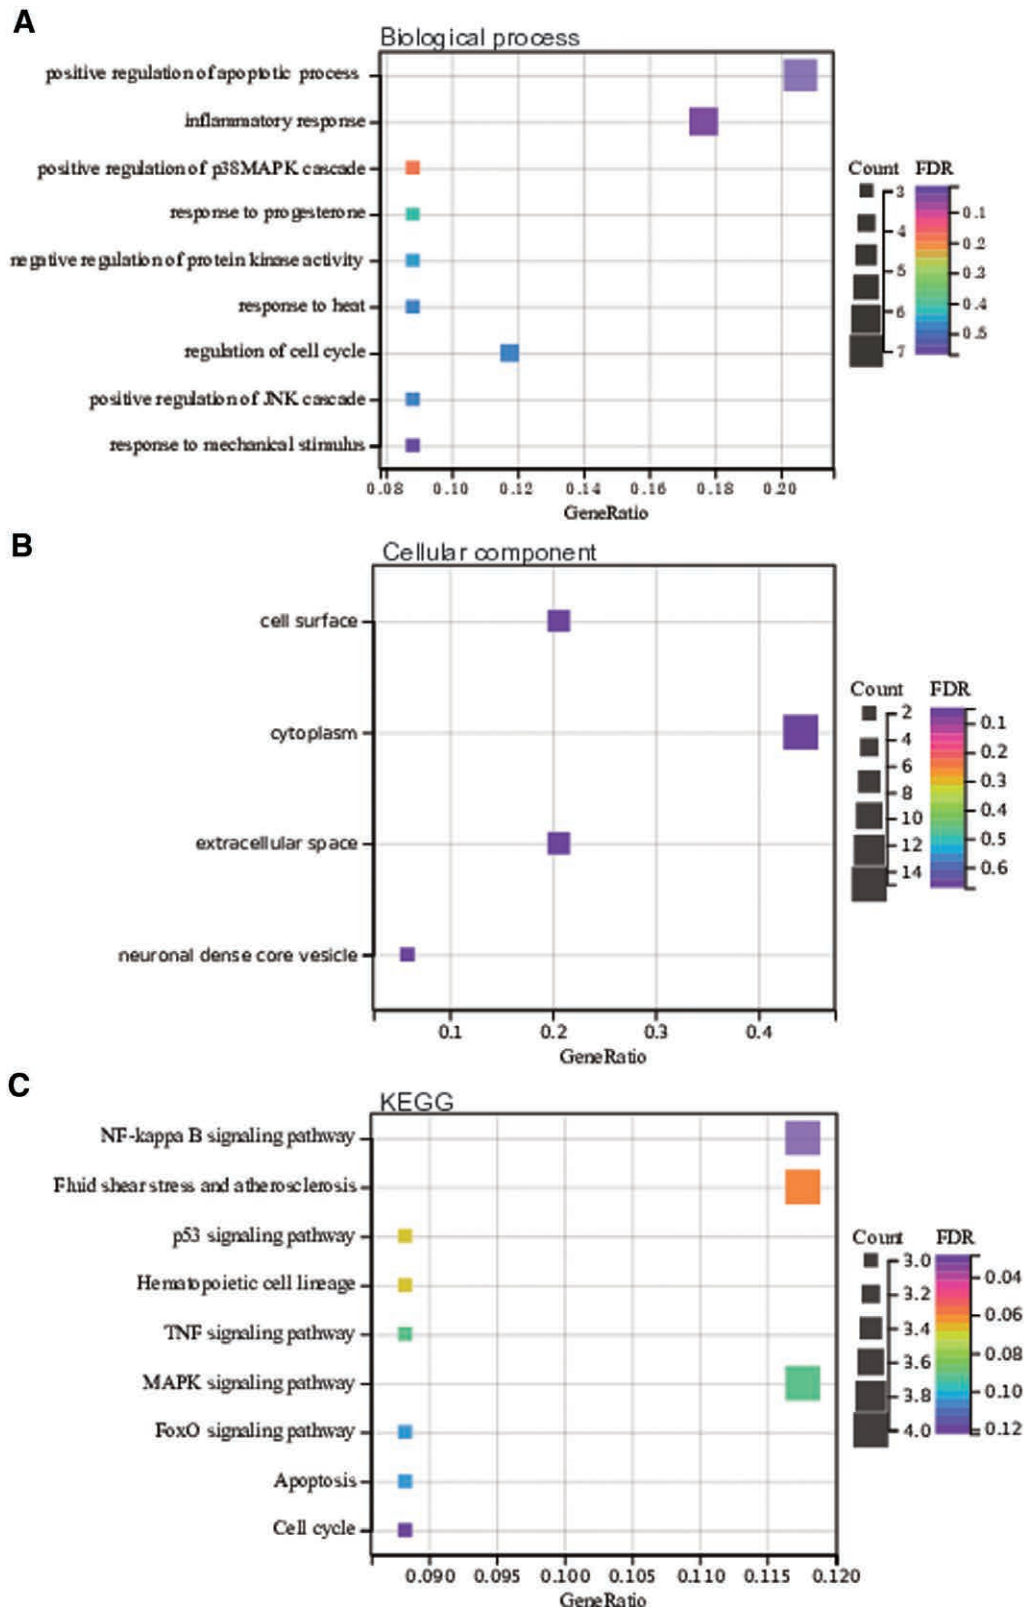 A
Biological process
positive regulation of apoptotic process
inflammatory response
positive regulation of p38MAPK cascade
response to progesterone
negative regulation of protein kinase activity
response to heat
regulation of cell cycle
positive regulation of JNK cascade
response to mechanical stimulus
0.08 0.10 0.12 0.14 0.16 0.18 0.20
GeneRatio
Count FDR
3
4
5
6
7
0.1
0.2
0.3
0.4
0.5
B
Cellular component
cell surface
cytoplasm
extracellular space
neuronal dense core vesicle
0.1 0.2 0.3 0.4
GeneRatio
Count FDR
2
4
6
8
10
12
14
0.1
0.2
0.3
0.4
0.5
0.6
C
KEGG
NF-kappa B signaling pathway
Fluid shear stress and atherosclerosis
p53 signaling pathway
Hematopoietic cell lineage
TNF signaling pathway
MAPK signaling pathway
FoxO signaling pathway
Apoptosis
Cell cycle
0.090 0.095 0.100 0.105 0.110 0.115 0.120
GeneRatio
Count FDR
3.0
3.2
3.4
3.6
3.8
4.0
0.04
0.06
0.08
0.10
0.12